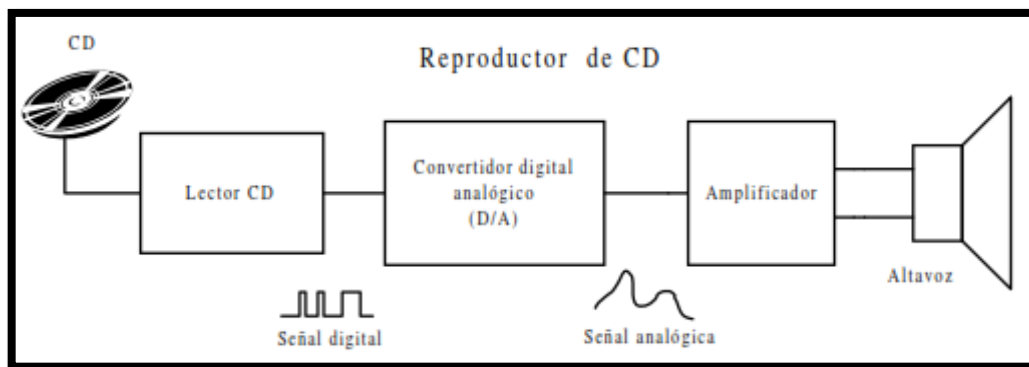 CD
Reproductor de CD
Lector CD
Convertidor digital
analógico
(D/A)
Amplificador
Altavoz
Señal digital
Señal analógica